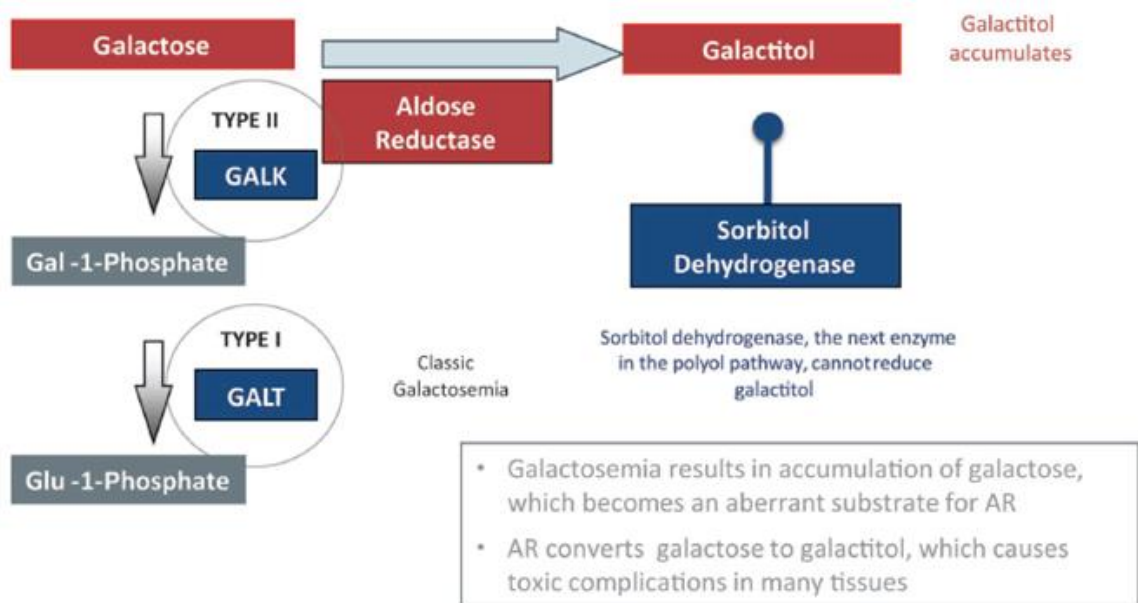 Galactose
Galactitol
Galactitol
accumulates
Aldose
Reductase
TYPE II
GALK
Gal -1-Phosphate
Sorbitol
Dehydrogenase
TYPE I
GALT
Classic
Galactosemia
Sorbitol dehydrogenase, the next enzyme
in the polyol pathway, cannotreduce
galactitol
Glu -1-Phosphate
• Galactosemia results in accumulation of galactose,
which becomes an aberrant substrate for AR
• AR converts galactose to galactitol, which causes
toxic complications in many tissues